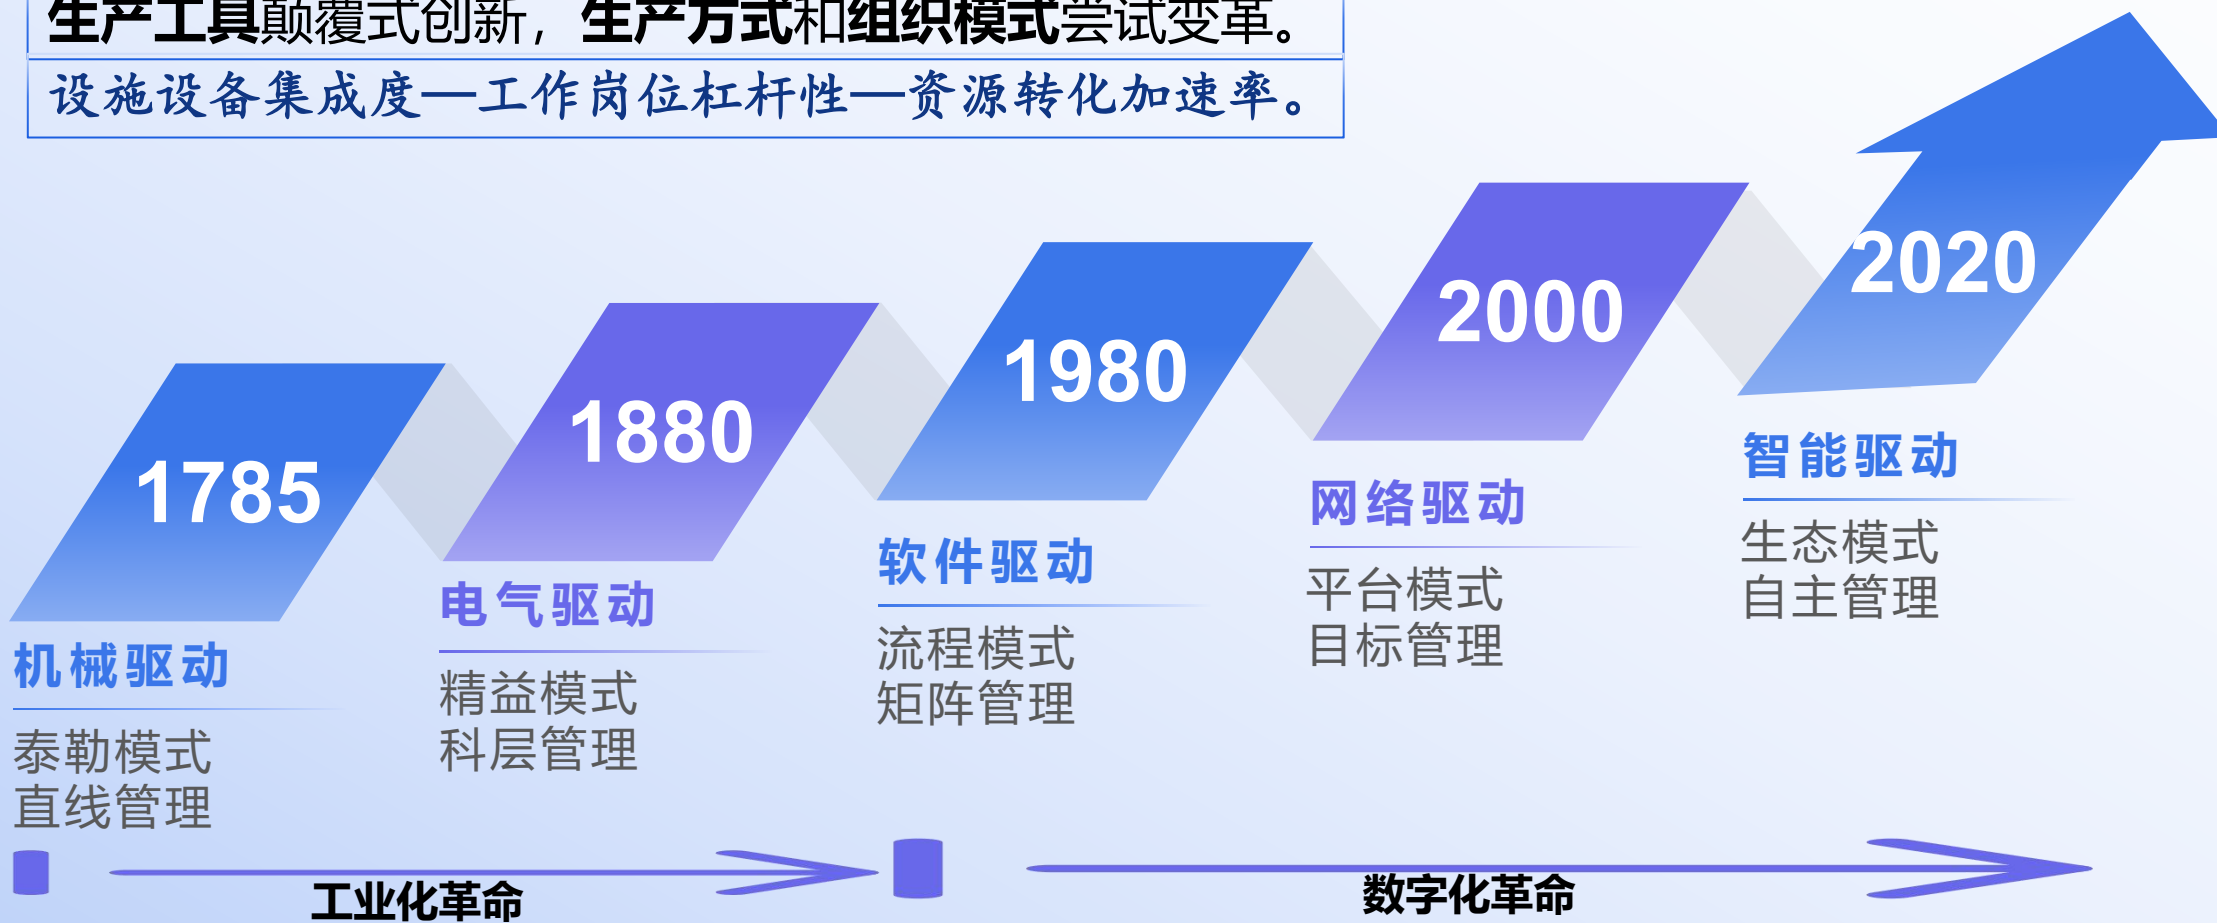 生产工具颠覆式创新，生产方式和组织模式尝试变革。
设施设备集成度—工作岗位杠杆性—资源转化加速率。
1785
机械驱动
泰勒模式
直线管理
1880
电气驱动
精益模式
科层管理
1980
软件驱动
流程模式
矩阵管理
2000
网络驱动
平台模式
目标管理
2020
智能驱动
生态模式
自主管理
工业化革命
数字化革命